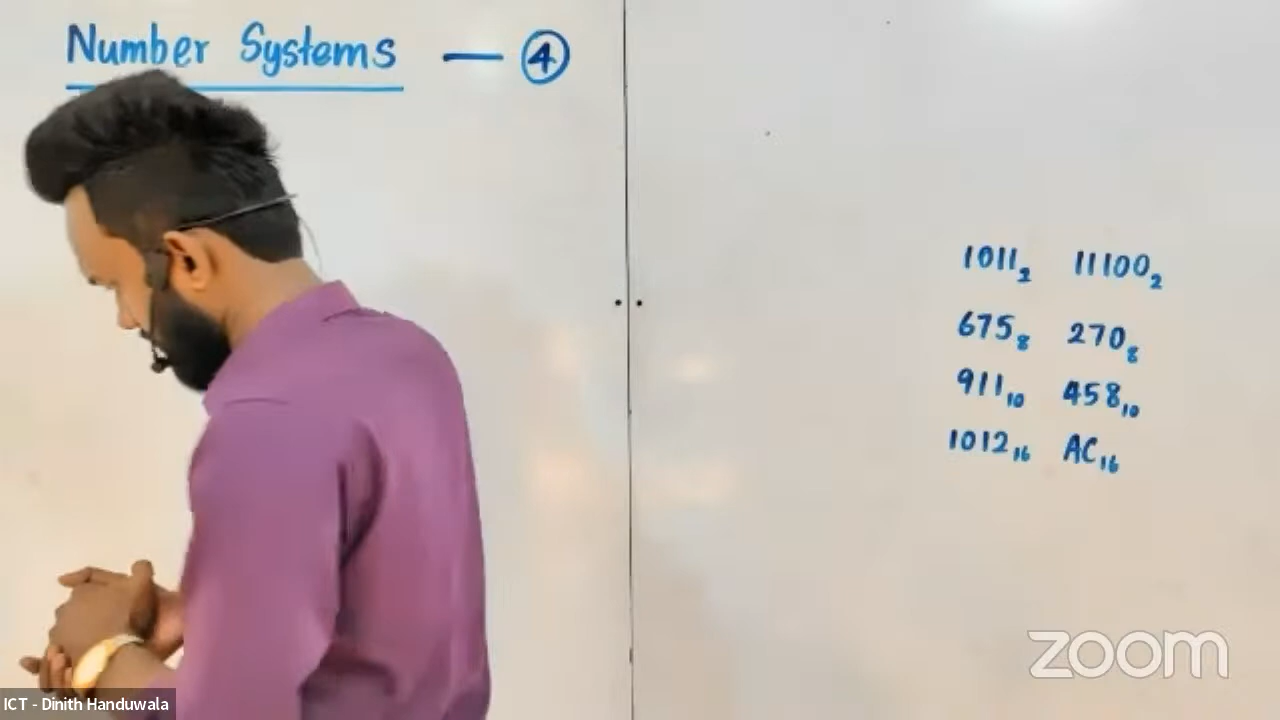 Number Systems — ④
1011₂ 11100₂
675₈ 270₈
911₁₀ 458₁₀
1012₁₆ AC₁₆
zoom
ICT - Dinith Handuwala